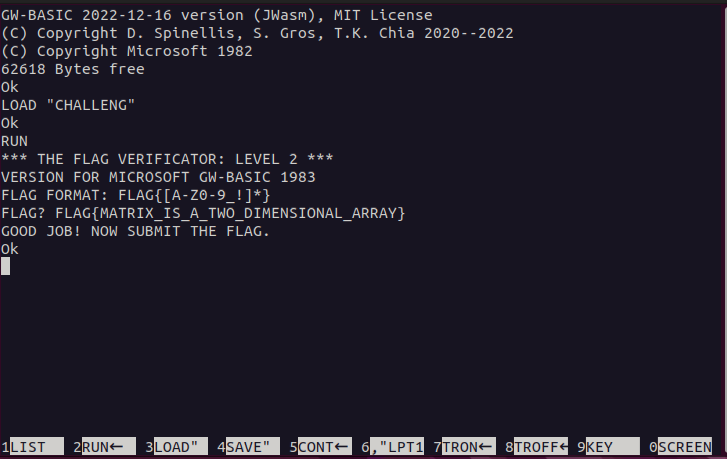 GW-BASIC 2022-12-16 version (JWasm), MIT License
(C) Copyright D. Spinellis, S. Gros, T.K. Chia 2020--2022
(C) Copyright Microsoft 1982
62618 Bytes free
Ok
LOAD "CHALLENG"
Ok
RUN
*** THE FLAG VERIFICATOR: LEVEL 2 ***
VERSION FOR MICROSOFT GW-BASIC 1983
FLAG FORMAT: FLAG{[A-Z0-9_!]*}
FLAG? FLAG{MATRIX_IS_A_TWO_DIMENSIONAL_ARRAY}
GOOD JOB! NOW SUBMIT THE FLAG.
Ok
1LIST 2RUN← 3LOAD" 4SAVE" 5CONT← 6,"LPT1 7TRON← 8TROFF← 9KEY 0SCREEN